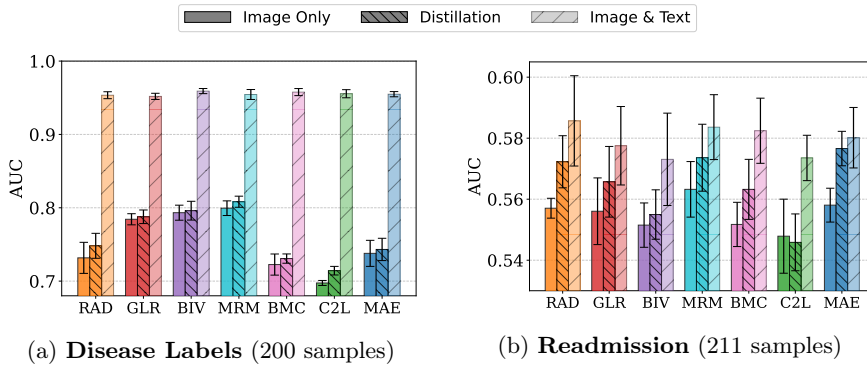 Image Only Distillation Image & Text
1.0
0.9
0.8
0.7
AUC
RAD GLR BIV MRM BMC C2L MAE
(a) Disease Labels (200 samples)
0.60
0.58
0.56
0.54
AUC
RAD GLR BIV MRM BMC C2L MAE
(b) Readmission (211 samples)